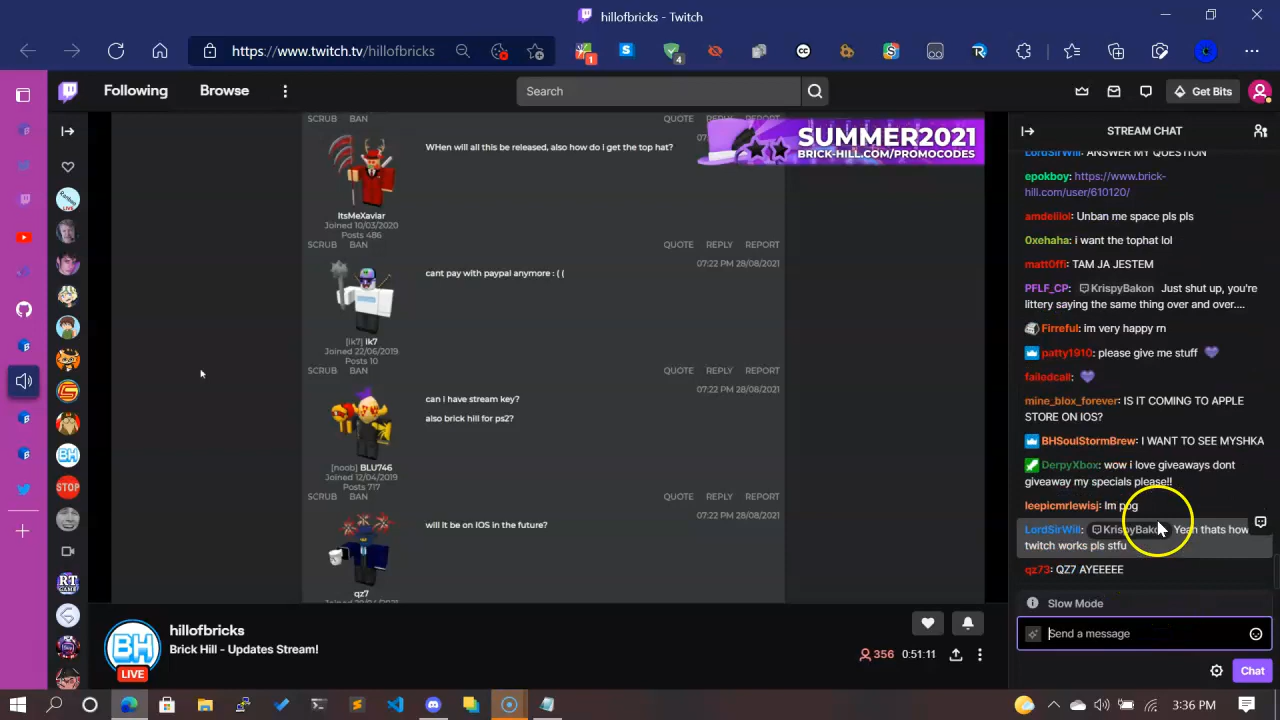 hillofbricks - Twitch
https://www.twitch.tv/hillofbricks
1
4
Following
Browse
Search
Get Bits
SCRUB BAN
QUOTE REPLY REPORT
SUMMER2021
BRICK-HILL.COM/PROMOCODES
07
WHen will all this be released, also how do I get the top hat?
ItsMeXaviar
Joined 10/03/2020
Posts 486
SCRUB BAN
QUOTE REPLY REPORT
07:22 PM 28/08/2021
cant pay with paypal anymore : ( (
[ik7] ik7
Joined 22/06/2019
Posts 10
SCRUB BAN
QUOTE REPLY REPORT
07:22 PM 28/08/2021
can i have stream key?
also brick hill for ps2?
[noob] BLU746
Joined 12/04/2019
Posts 717
SCRUB BAN
QUOTE REPLY REPORT
07:22 PM 28/08/2021
will it be on IOS in the future?
qz7
BH
LIVE
hillofbricks
Brick Hill - Updates Stream!
356 0:51:11
STREAM CHAT
LordSirWill: ANSWER MY QUESTION
epokboy: https://www.brick-
hill.com/user/610120/
amdeliiol: Unban me space pls pls
0xehaha: i want the tophat lol
matt0ffi: TAM JA JESTEM
PFLF_CP: KrispyBakon Just shut up, you're
littery saying the same thing over and over....
Firreful: im very happy rn
patty1910: please give me stuff
failedcall:
mine_blox_forever: IS IT COMING TO APPLE
STORE ON IOS?
BHSoulStormBrew: I WANT TO SEE MYSHKA
DerpyXbox: wow i love giveaways dont
giveaway my specials please!!
leepicmrlewisj: Im pog
LordSirWill: KrispyBakon Yeah thats how
twitch works pls stfu
qz73: QZ7 AYEEEEE
Slow Mode
Send a message
Chat
STOP
BH
RT
3:36 PM